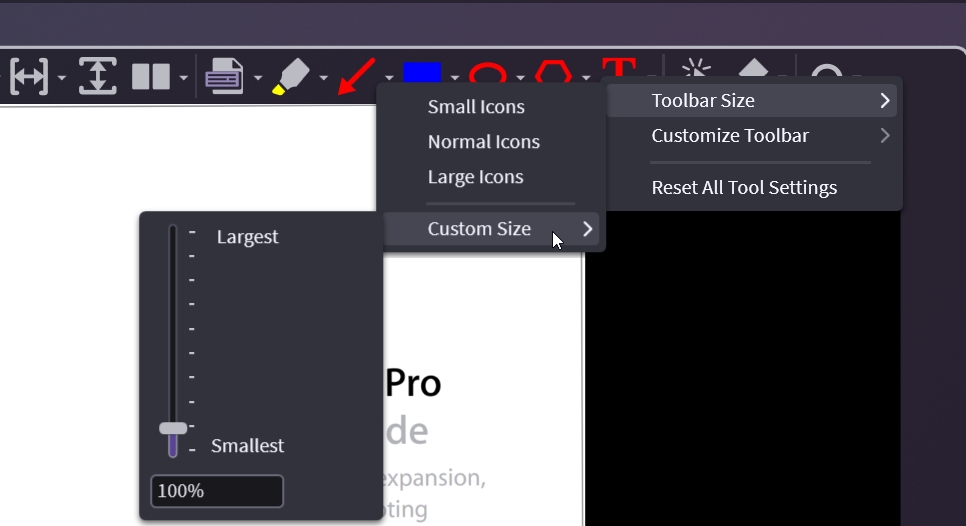 T
Small Icons
Normal Icons
Large Icons
Custom Size
Toolbar Size
Customize Toolbar
Reset All Tool Settings
Largest
Smallest
100%
Pro
de
expansion,
ting